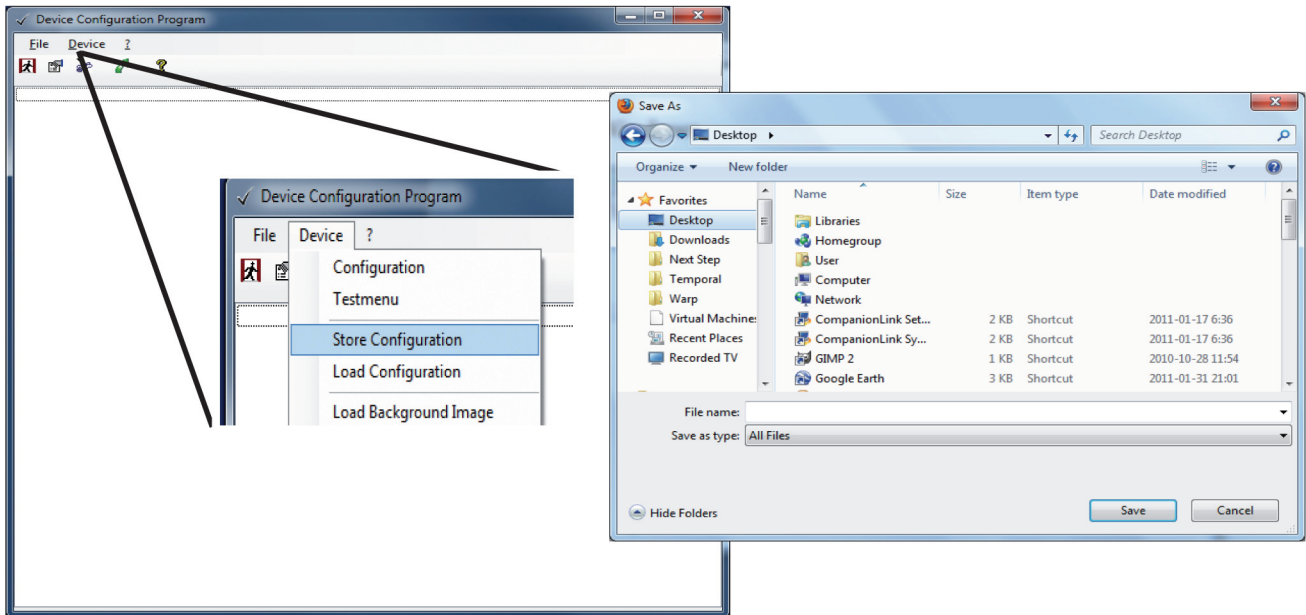 Device Configuration Program
File Device ?
Device Configuration Program
File Device ?
Configuration
Testmenu
Store Configuration
Load Configuration
Load Background Image
Save As
Desktop
Search Desktop
Organize New folder
Favorites
Desktop
Downloads
Next Step
Temporal
Warp
Virtual Machines
Recent Places
Recorded TV
Name Size Item type Date modified
Libraries
Homegroup
User
Computer
Network
CompanionLink Set... 2 KB Shortcut 2011-01-17 6:36
CompanionLink Sy... 2 KB Shortcut 2011-01-17 6:36
GIMP 2 1 KB Shortcut 2010-10-28 11:54
Google Earth 3 KB Shortcut 2011-01-31 21:01
File name:
Save as type: All Files
Hide Folders
Save Cancel